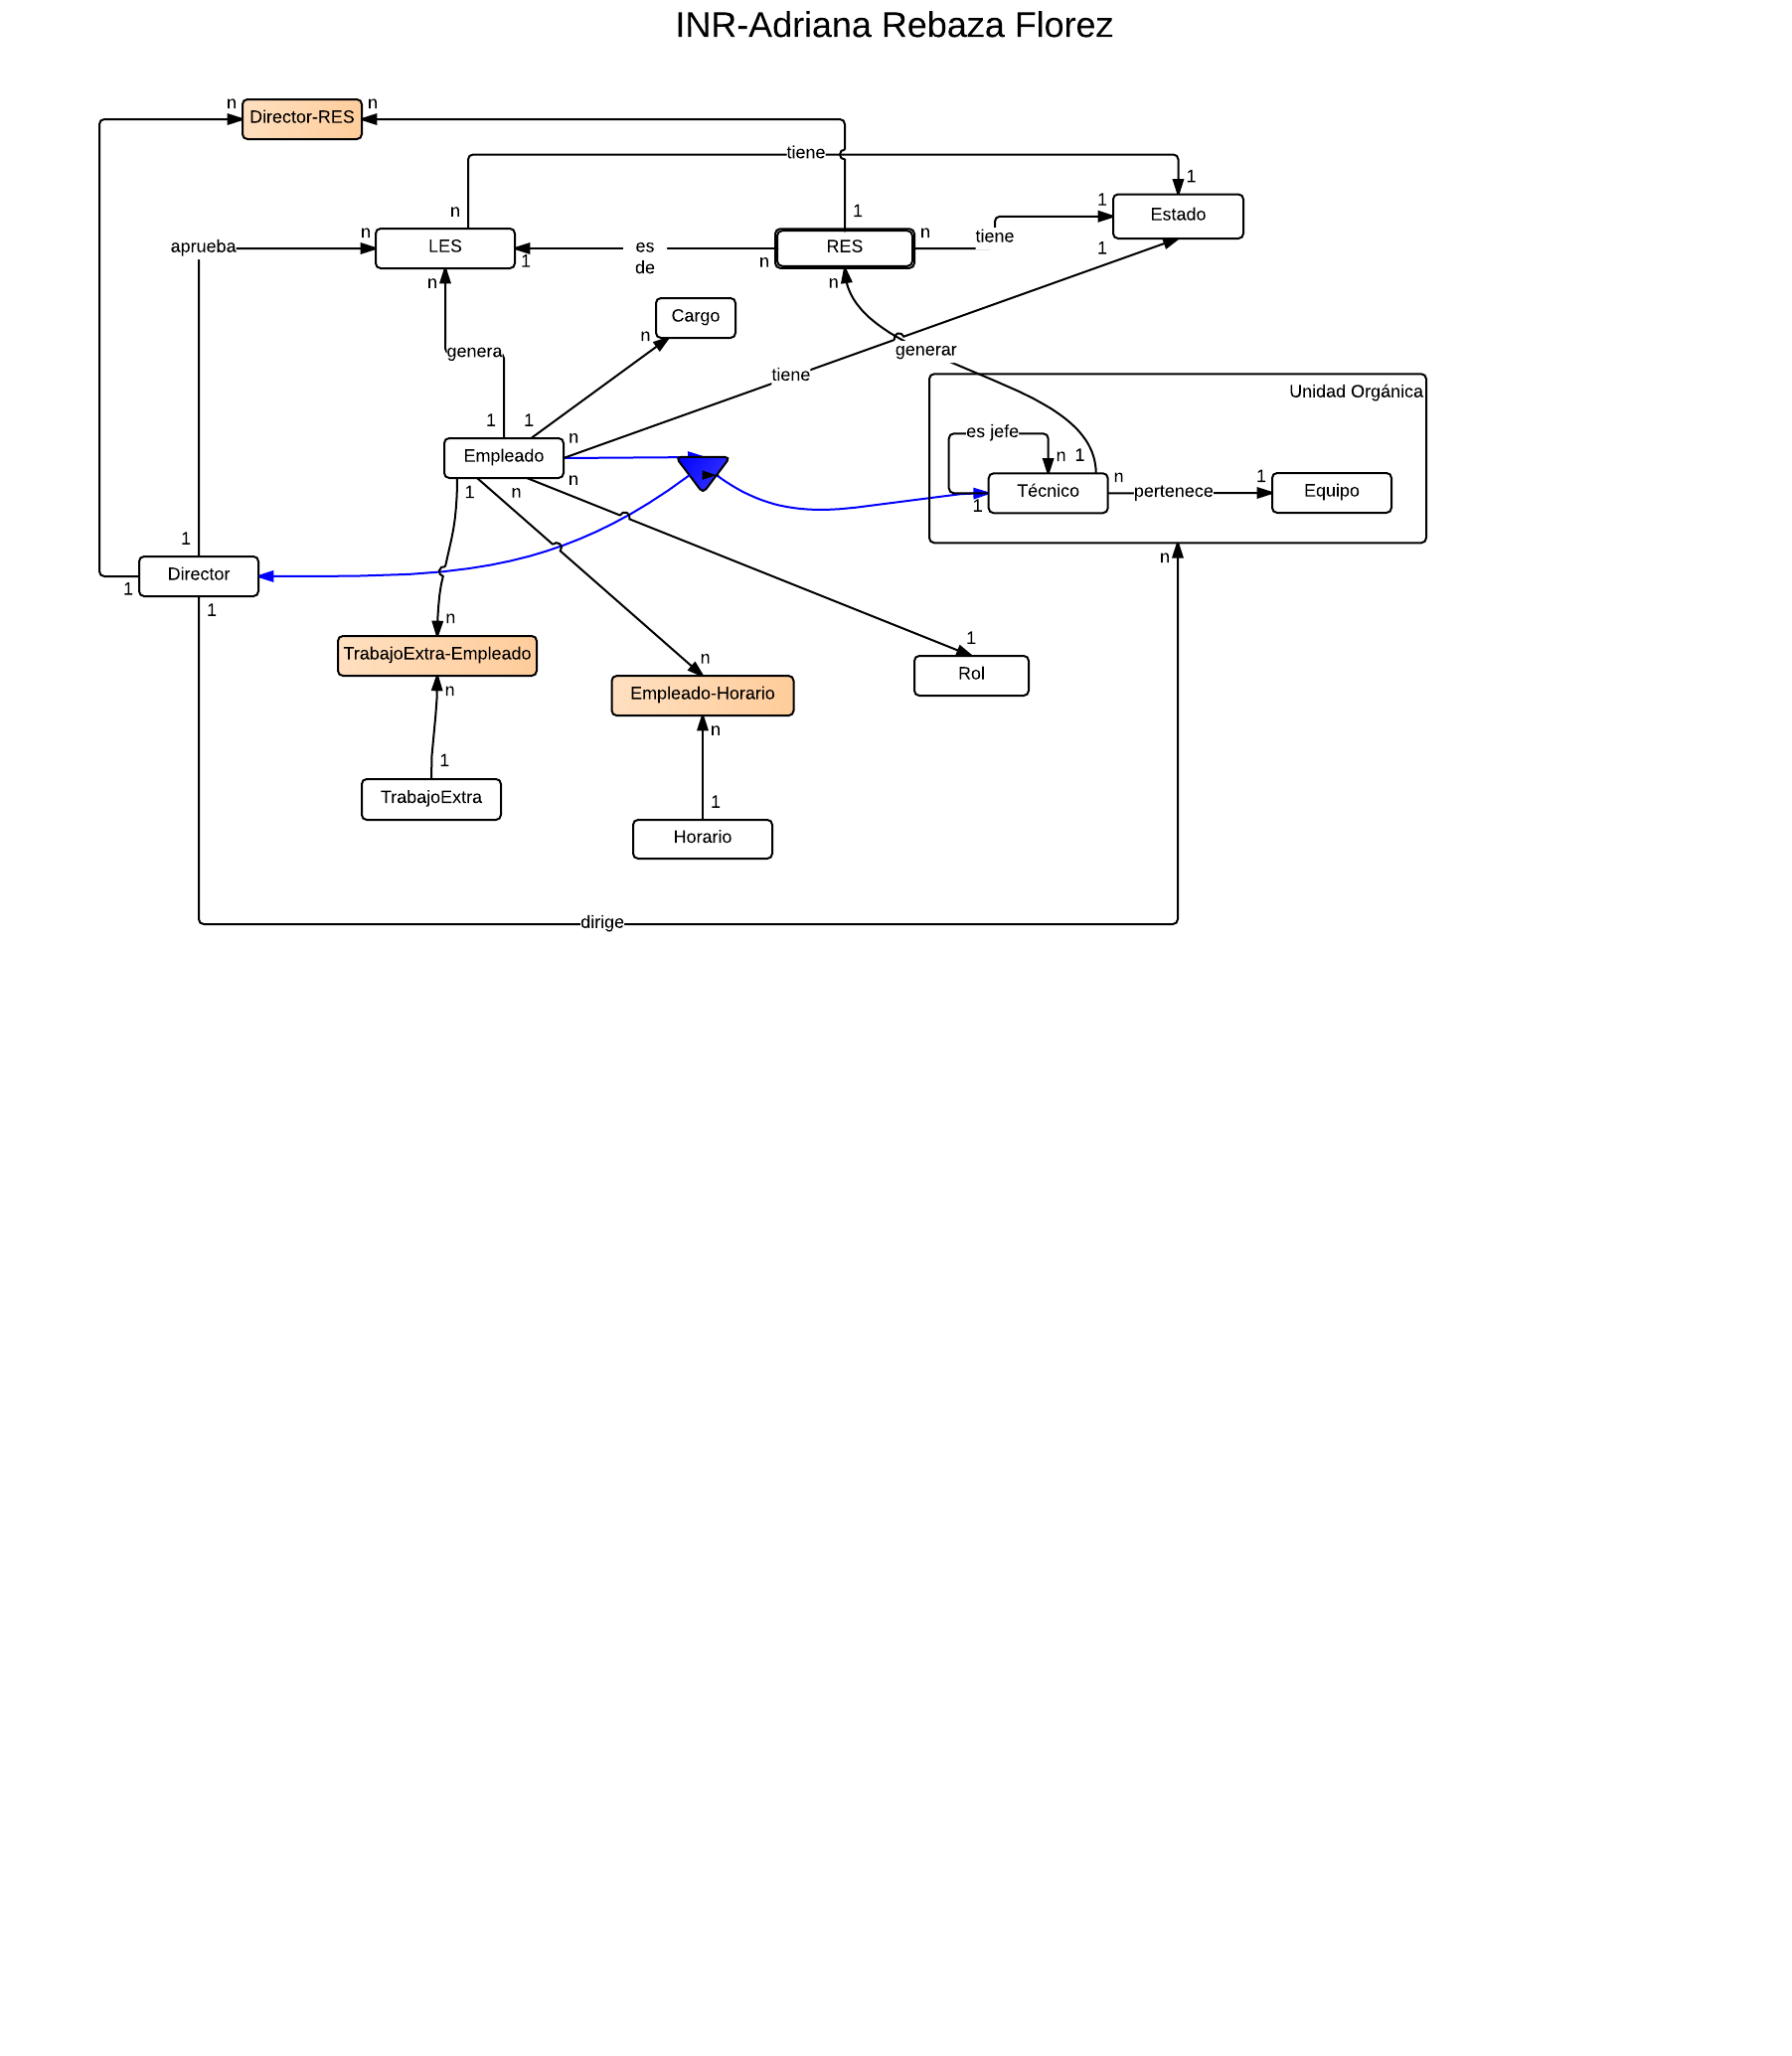 INR-Adriana Rebaza Florez
n
Director-RES
n
tiene
1
n
1
1
Estado
aprueba
n
LES
1
es
de
n
RES
n
tiene
1
n
n
Cargo
n
genera
generar
tiene
Unidad Orgánica
1
1
n
Empleado
es jefe
n
1
1
n
n
Técnico
1
n
pertenece
1
Equipo
1
Director
1
1
n
n
TrabajoExtra-Empleado
n
1
Rol
n
Empleado-Horario
n
1
TrabajoExtra
1
Horario
dirige